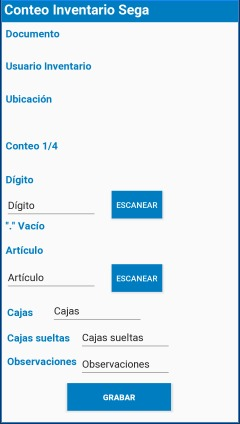 Conteo Inventario Sega
Documento
Usuario Inventario
Ubicación
Conteo 1/4
Dígito
Dígito ESCANEAR
"." Vacío
Artículo
Artículo ESCANEAR
Cajas Cajas
Cajas sueltas Cajas sueltas
Observaciones Observaciones
GRABAR